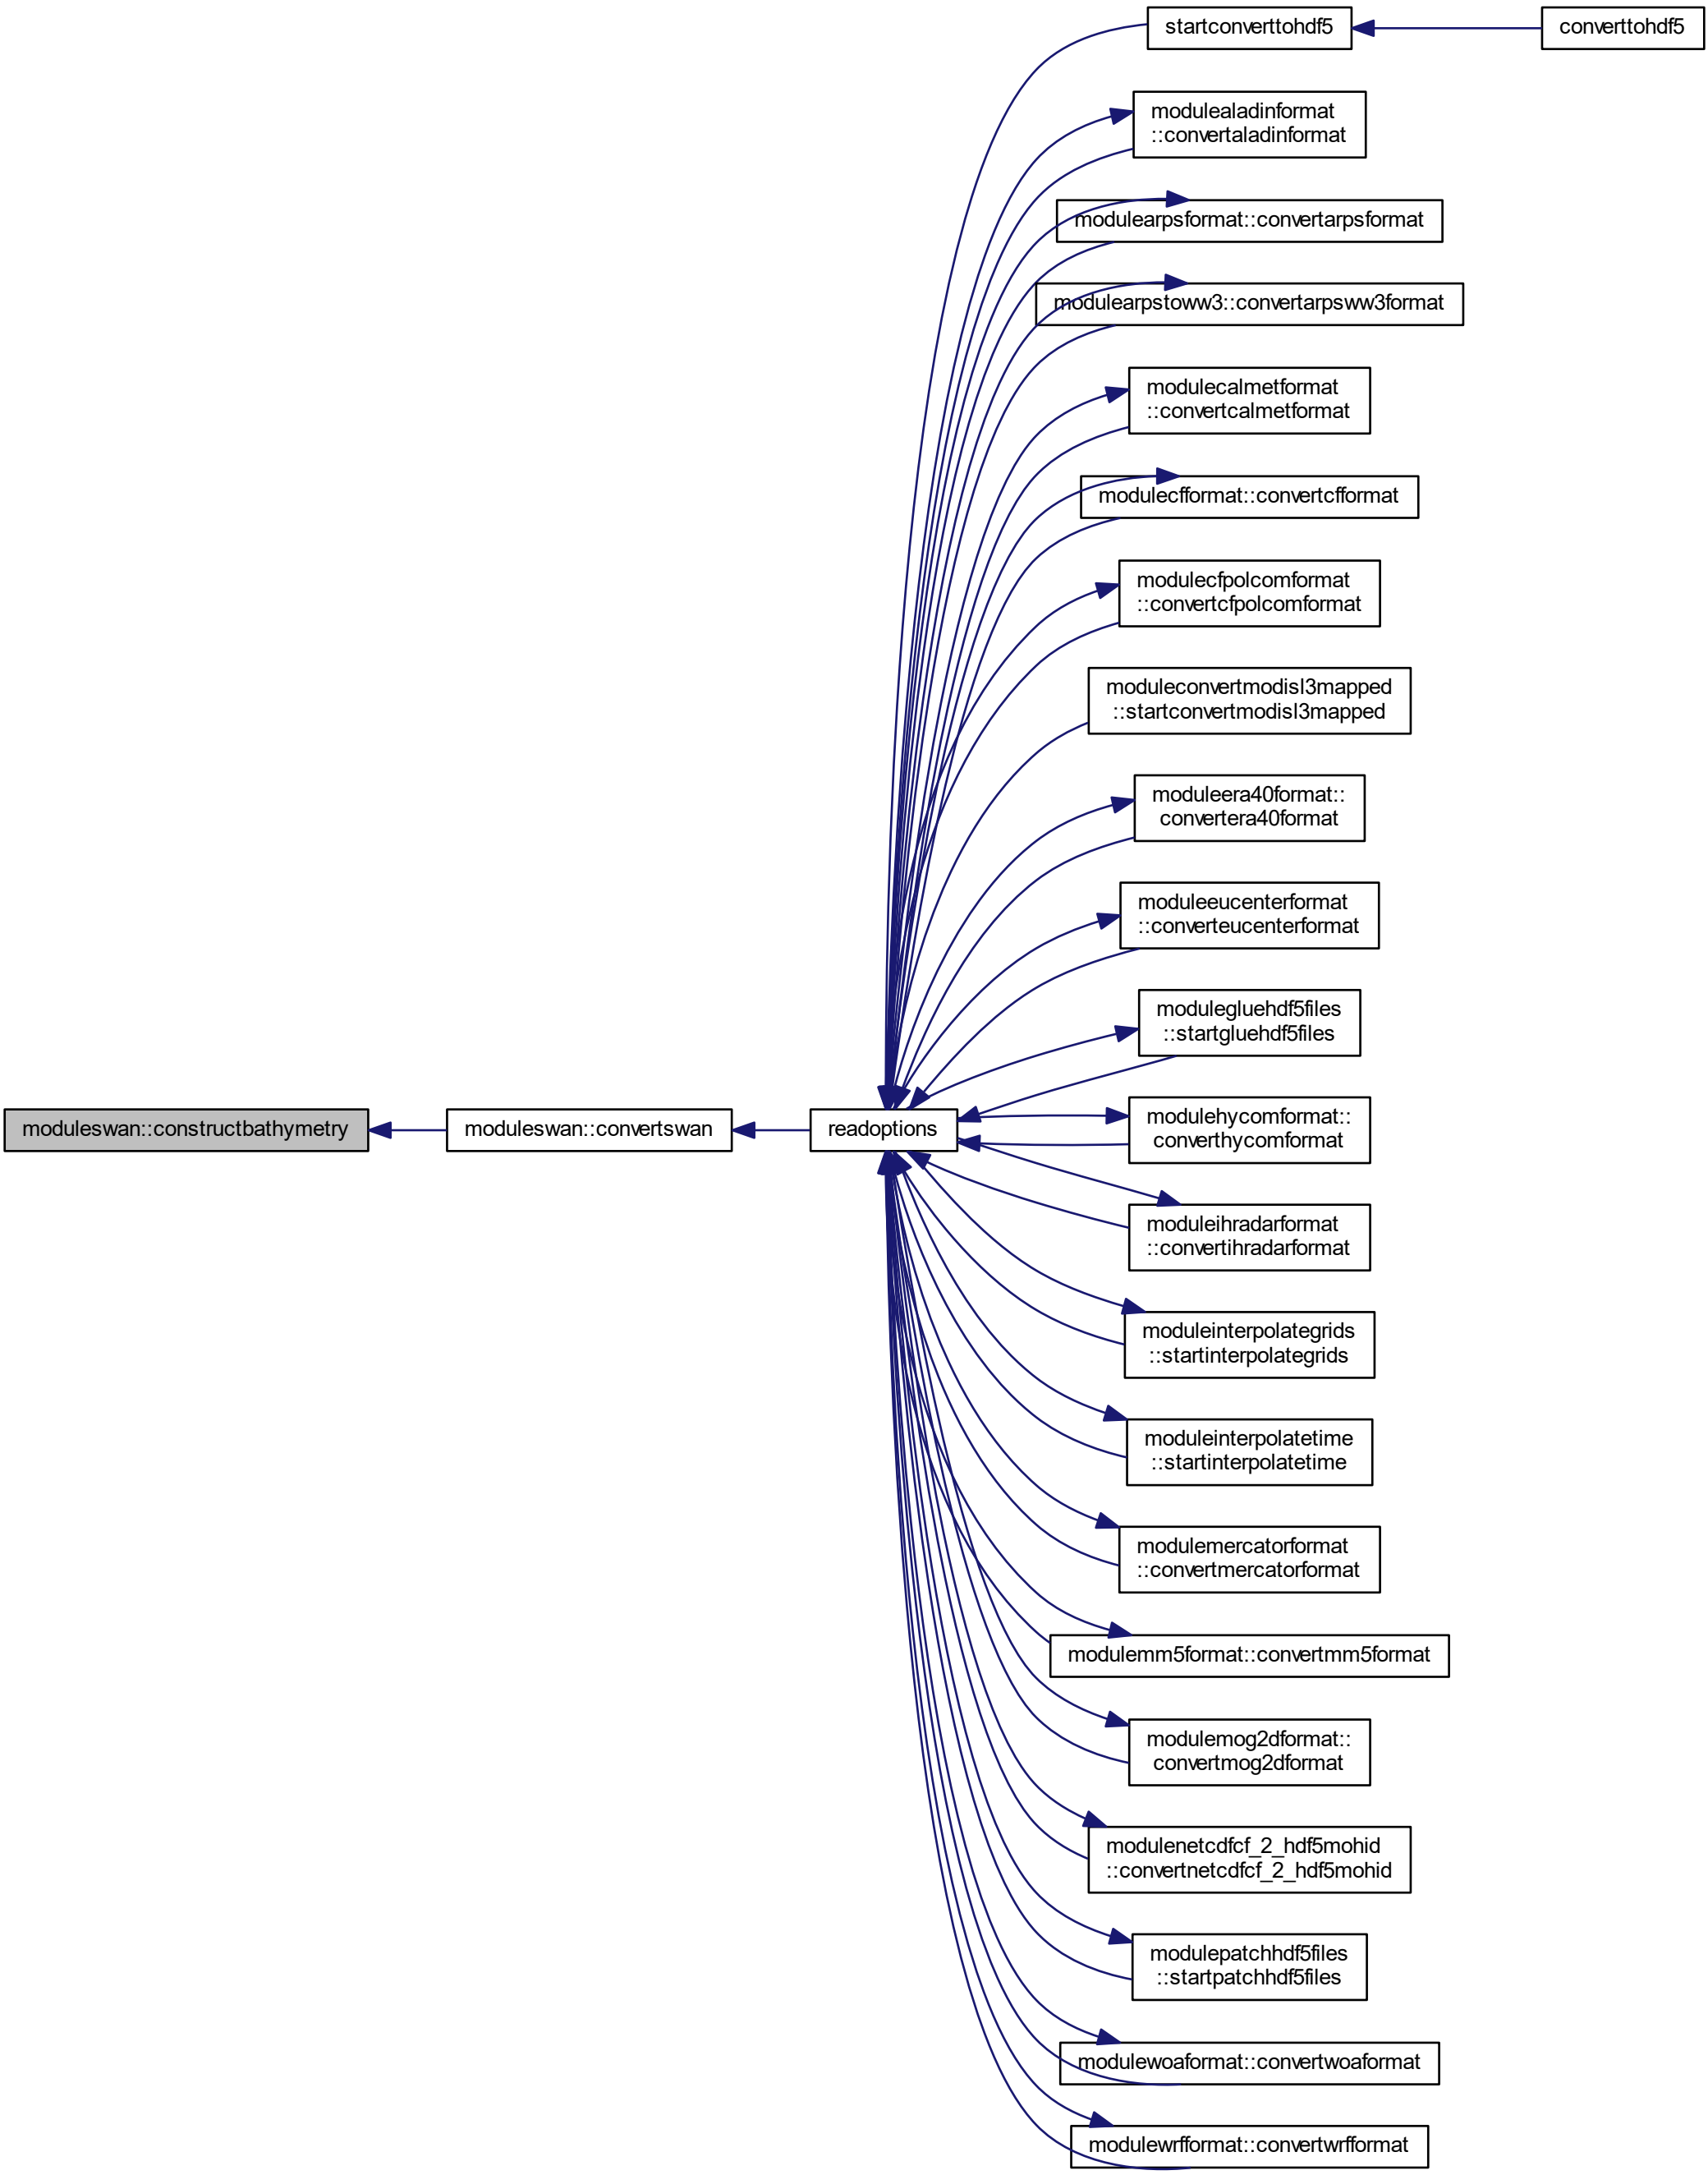 startconverttohdf5
converttohdf5
modulealadinformat
::convertaladinformat
modulearpsformat::convertarpsformat
modulearpstoww3::convertarpsww3format
modulecalmetformat
::convertcalmetformat
modulecfformat::convertcfformat
modulecfpolcomformat
::convertcfpolcomformat
moduleconvertmodisl3mapped
::startconvertmodisl3mapped
moduleera40format::
convertera40format
moduleeucenterformat
::converteucenterformat
modulegluehdf5files
::startgluehdf5files
moduleswan::constructbathymetry
moduleswan::convertswan
readoptions
modulehycomformat::
converthycomformat
moduleihradarformat
::convertihradarformat
moduleinterpolategrids
::startinterpolategrids
moduleinterpolatetime
::startinterpolatetime
modulemercatorformat
::convertmercatorformat
modulemm5format::convertmm5format
modulemog2dformat::
convertmog2dformat
modulenetcdfcf_2_hdf5mohid
::convertnetcdfcf_2_hdf5mohid
modulepatchhdf5files
::startpatchhdf5files
modulewoaformat::convertwoaformat
modulewrfformat::convertwrfformat